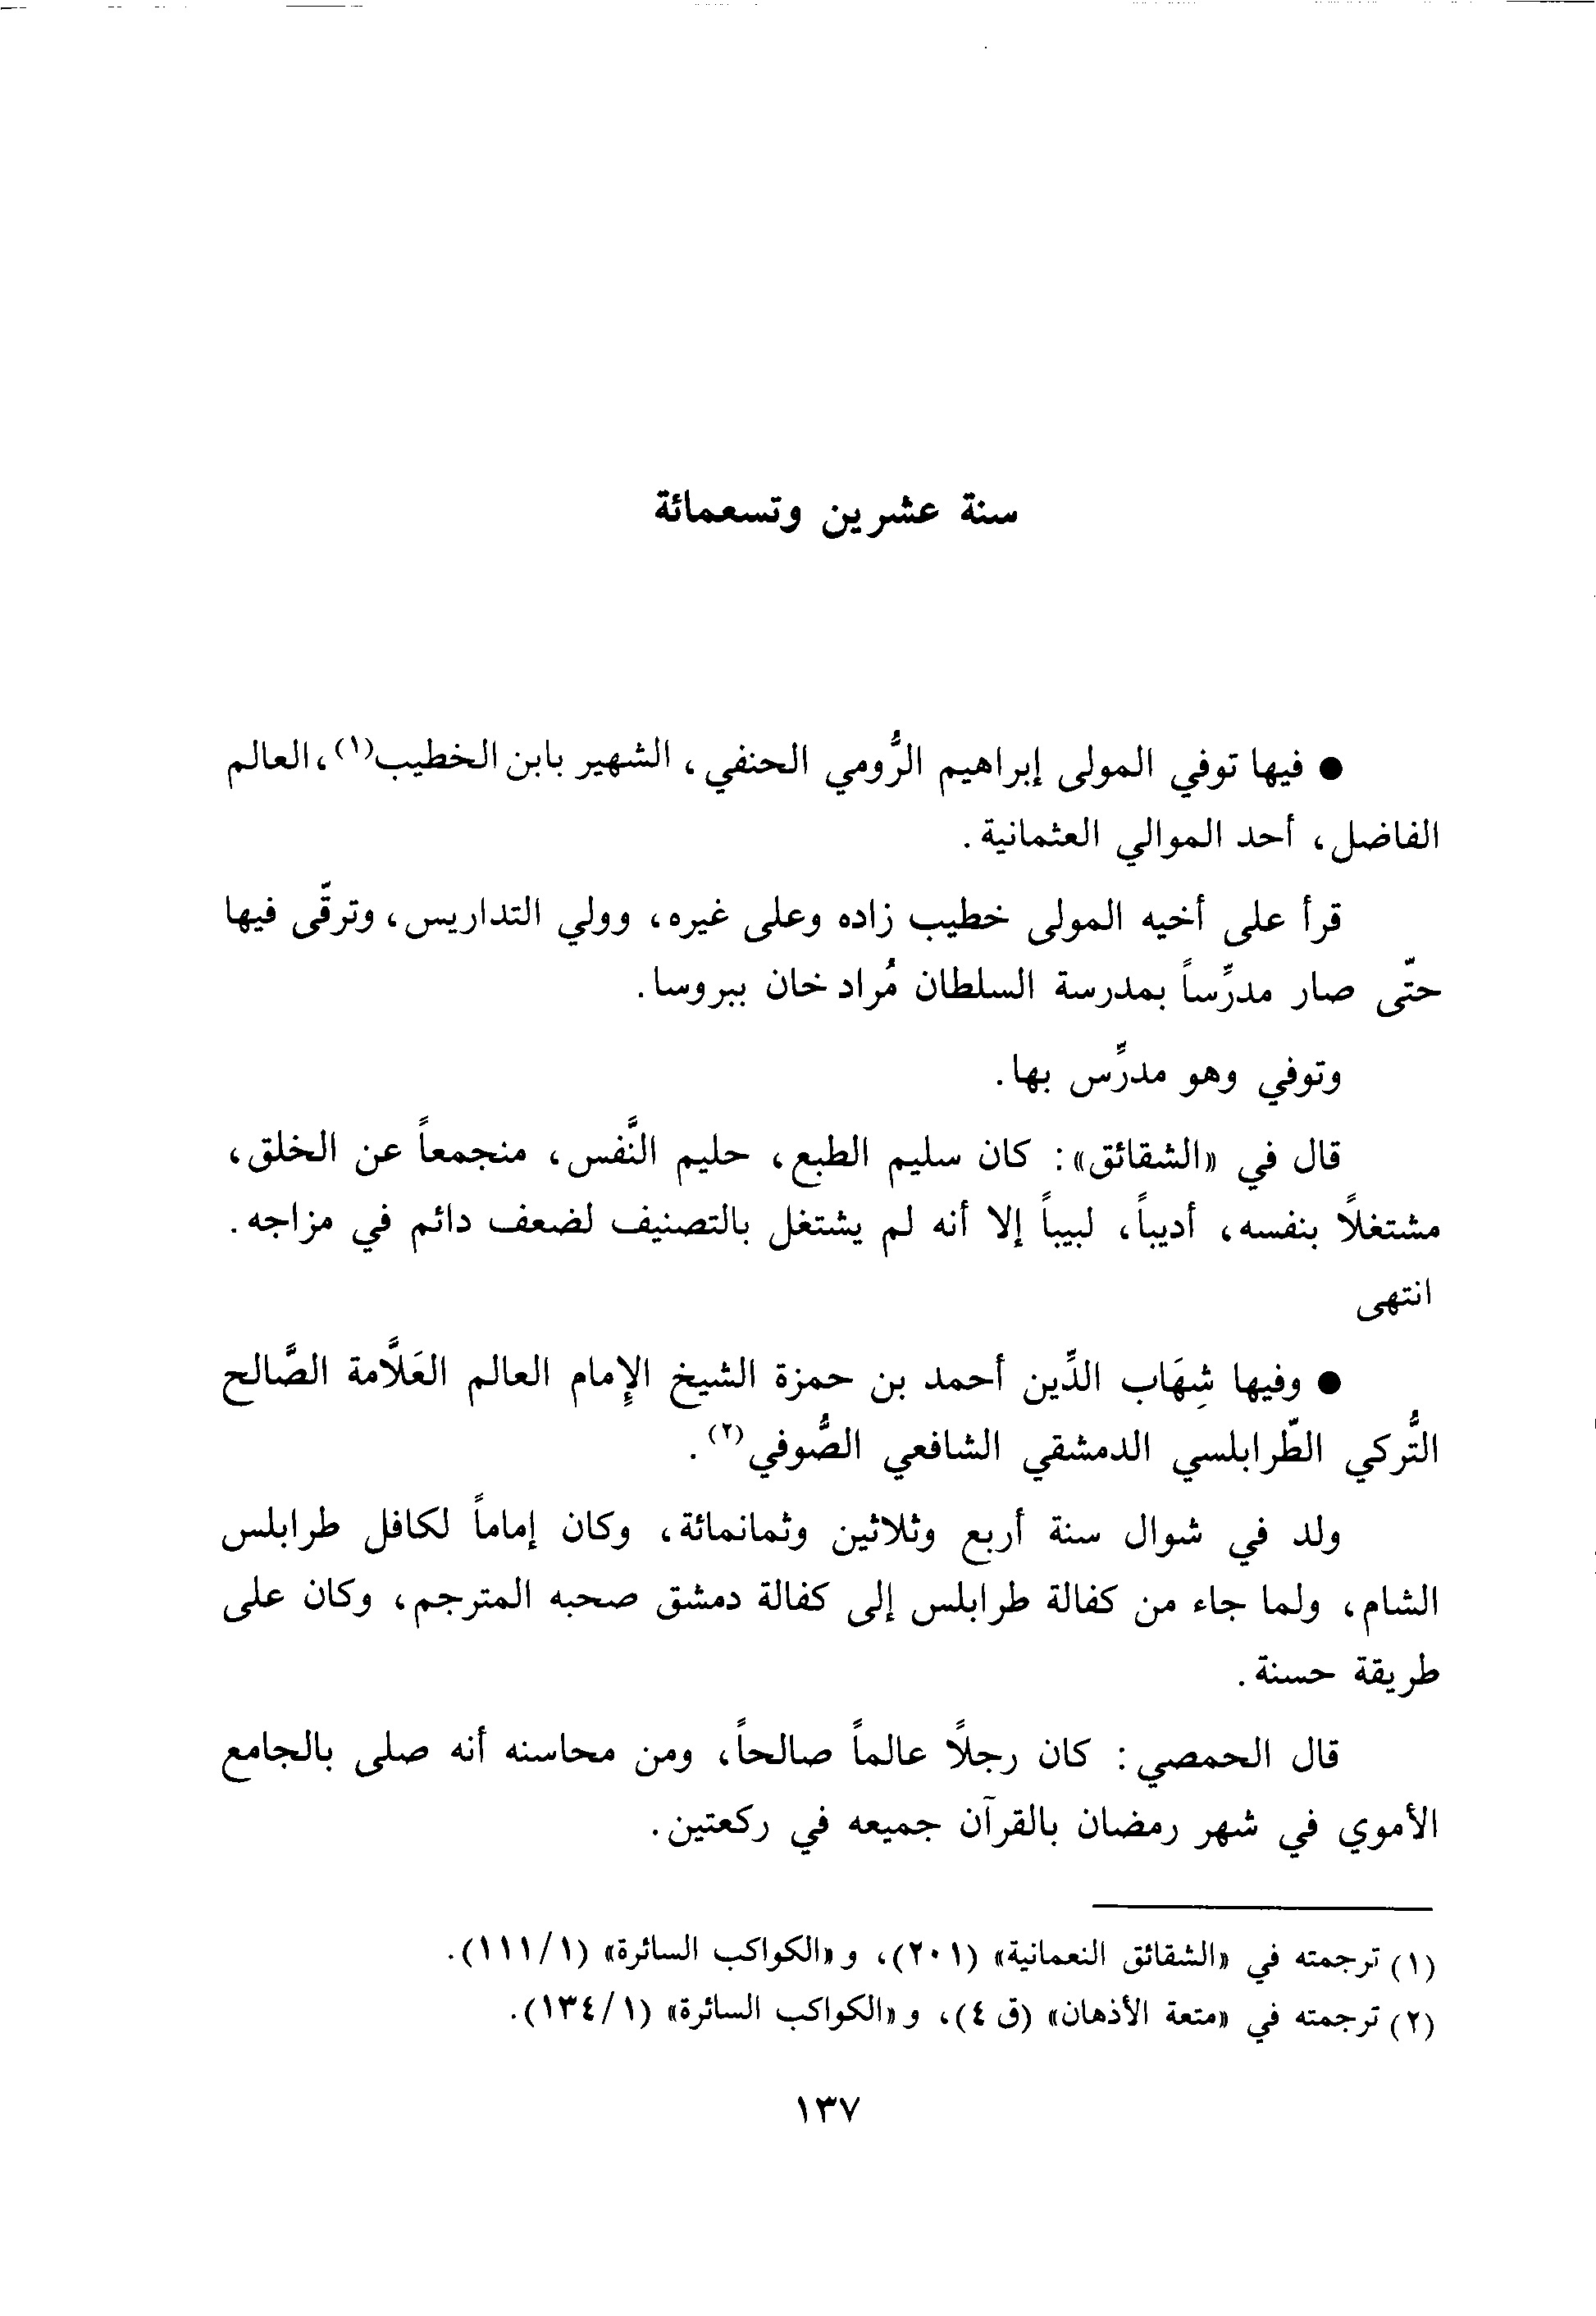 سنة عشرين وتسعمائة
● فيها توفي المولى إبراهيم الرُّومي الحنفي، الشهير بابن الخطيب(١)، العالم
الفاضل، أحد الموالي العثمانية.
قرأ على أخيه المولى خطيب زاده وعلى غيره، وولي التداريس، وترقّى فيها
حتّى صار مدرِّساً بمدرسة السلطان مُراد خان ببروسا.
وتوفي وهو مدرِّس بها.
قال في «الشقائق»: كان سليم الطبع، حليم النَّفس، منجمعاً عن الخلق،
مشتغلاً بنفسه، أديباً، لبيباً إلا أنه لم يشتغل بالتصنيف لضعف دائم في مزاجه.
انتهى
● وفيها شِهَاب الدِّين أحمد بن حمزة الشيخ الإِمام العالم العَلَّامة الصَّالح
التُّركي الطّرابلسي الدمشقي الشافعي الصُّوفي(٢).
ولد في شوال سنة أربع وثلاثين وثمانمائة، وكان إماماً لكافل طرابلس
الشام، ولما جاء من كفالة طرابلس إلى كفالة دمشق صحبه المترجم، وكان على
طريقة حسنة.
قال الحمصي: كان رجلاً عالماً صالحاً، ومن محاسنه أنه صلى بالجامع
الأموي في شهر رمضان بالقرآن جميعه في ركعتين.
(١) ترجمته في «الشقائق النعمانية» (٢٠١)، و«الكواكب السائرة» (١/١١١).
(٢) ترجمته في «متعة الأذهان» (ق ٤)، و«الكواكب السائرة» (١/١٣٤).
١٣٧